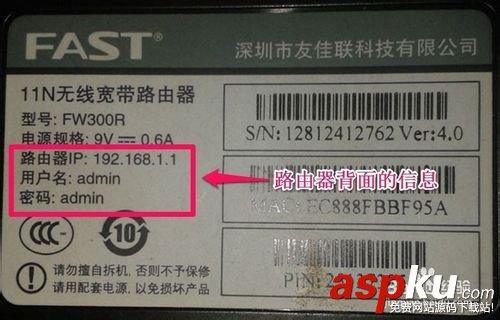 FAST®
深圳市友佳联科技有限公司
11N无线宽带路由器
型号: FW300R
电源规格: 9V 0.6A
路由器IP: 192.168.1.1
用户名: admin
密码: admin
S/N: 12812412762 Ver:4.0
路由器背面的信息
MAC: EC888FBBF95A
CCC
10
请勿擅自拆机，否则不予保修
请用配套电源，以免损坏产品
PIN:
aspku.com
免费网站源码下载站!